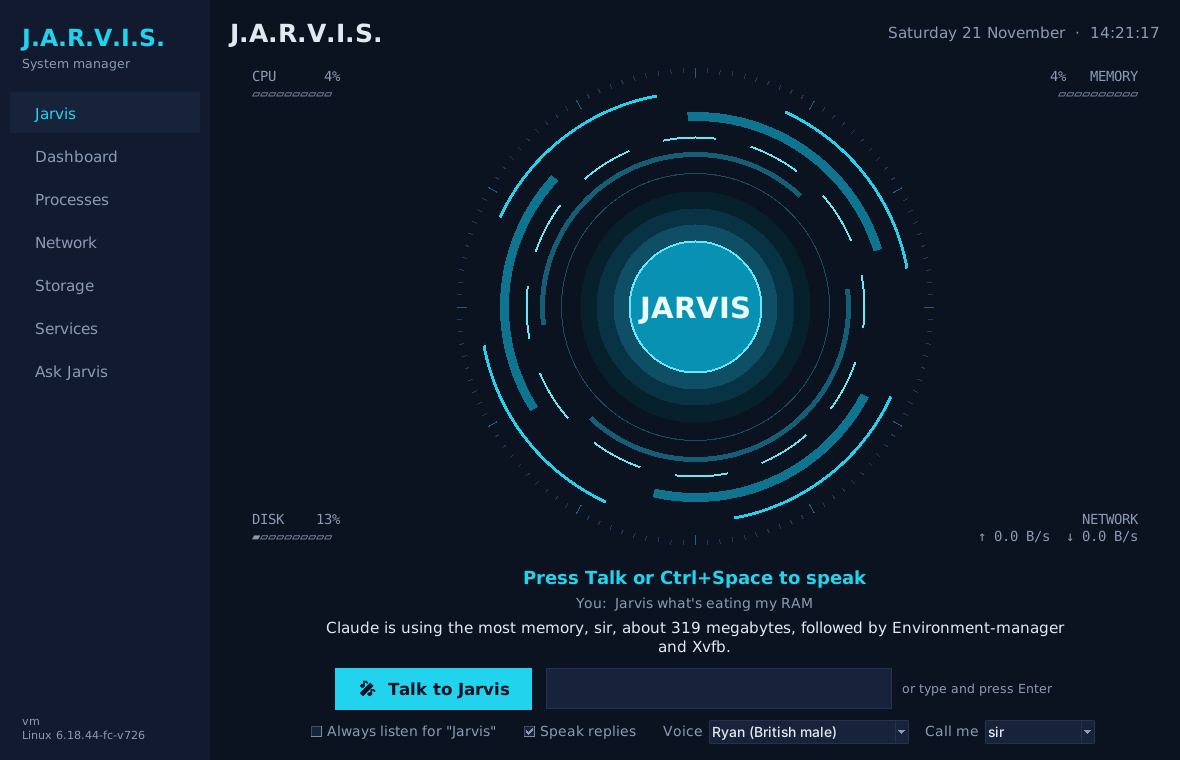 J.A.R.V.I.S.
System manager
Jarvis
Dashboard
Processes
Network
Storage
Services
Ask Jarvis
vm
Linux 6.18.44-fc-v726
J.A.R.V.I.S.
Saturday 21 November · 14:21:17
CPU 4%
4% MEMORY
JARVIS
DISK 13%
NETWORK
↑ 0.0 B/s ↓ 0.0 B/s
Press Talk or Ctrl+Space to speak
You: Jarvis what's eating my RAM
Claude is using the most memory, sir, about 319 megabytes, followed by Environment-manager
and Xvfb.
Talk to Jarvis
or type and press Enter
Always listen for "Jarvis"
Speak replies
Voice Ryan (British male)
Call me sir